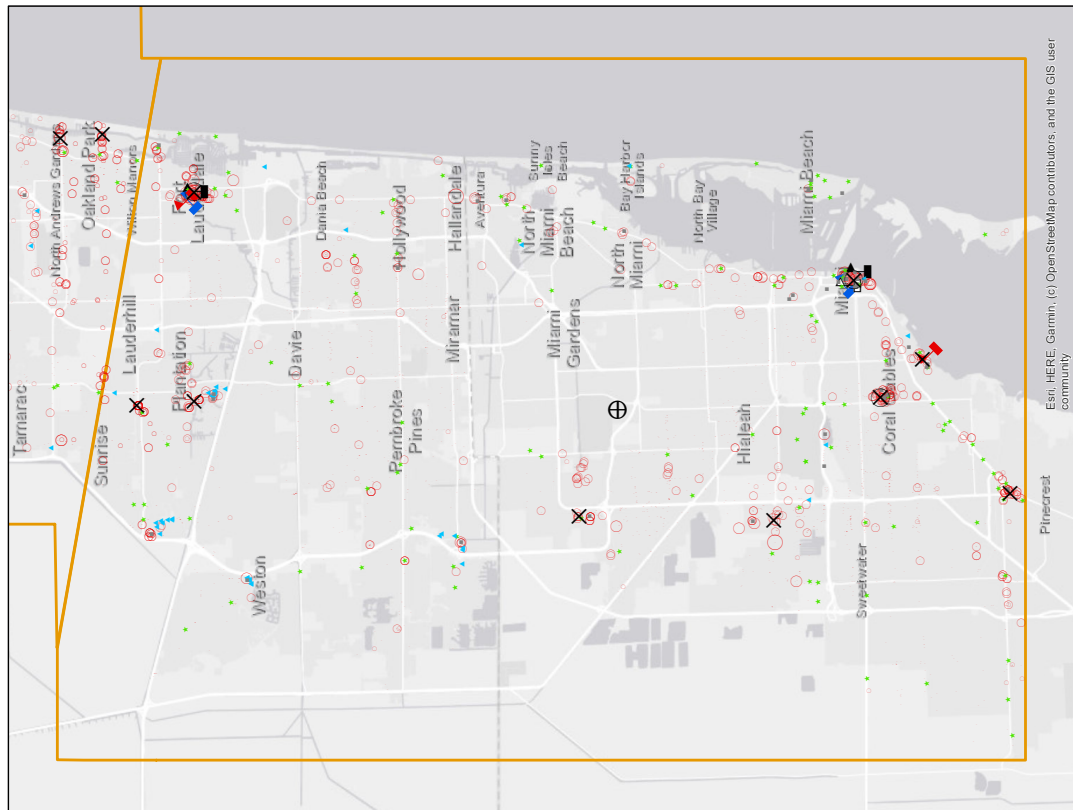 Tamarac
North Andrews Gardens
Oakland Park
Sunrise
Lauderhill
Wilton Manors
Plantation
Fort
Lauderdale
Weston
Davie
Dania Beach
Pembroke
Pines
Hollywood
Miramar
Hallandale
Aventura
North
Miami
Beach
Sunny
Isles
Beach
Miami
Gardens
North
Miami
Bay Harbor
Islands
North Bay
Village
Hialeah
Miami Beach
Miami
Sweetwater
Coral Gables
Pinecrest
Esri, HERE, Garmin, (c) OpenStreetMap contributors, and the GIS user
community